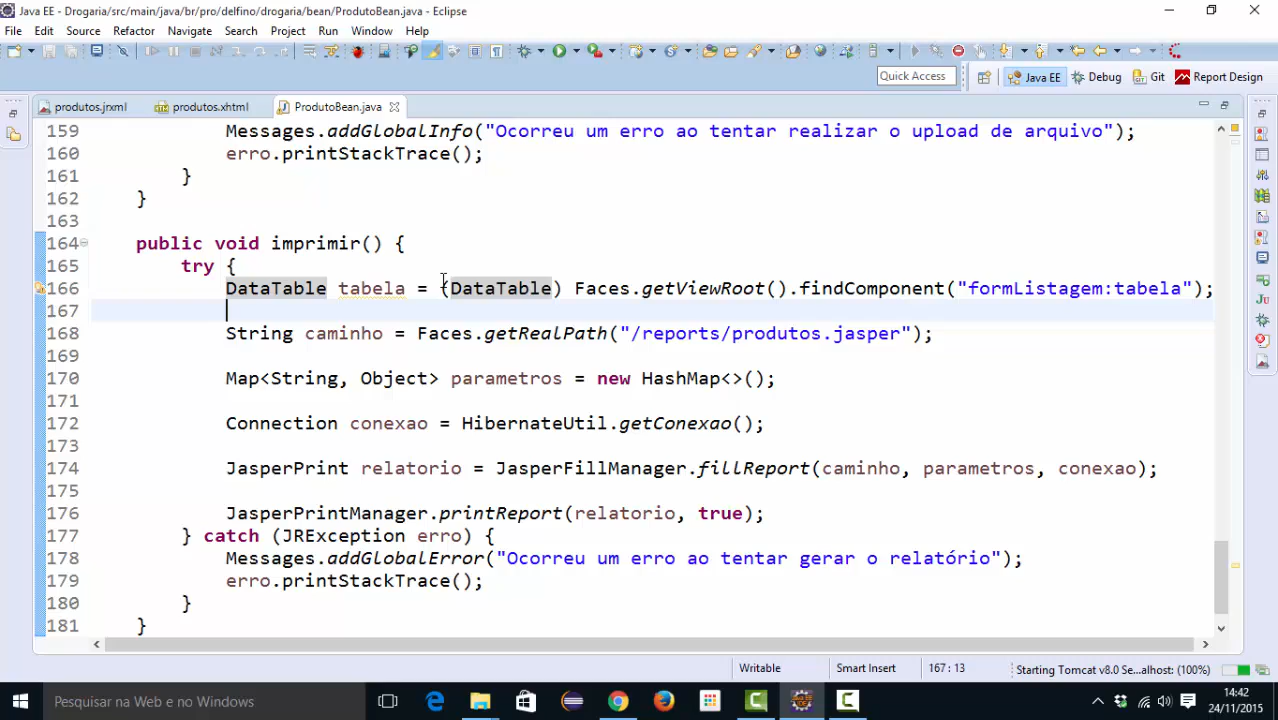 Java EE - Drogaria/src/main/java/br/pro/delfino/drogaria/bean/ProdutoBean.java - Eclipse
File Edit Source Refactor Navigate Search Project Run Window Help
Quick Access Java EE Debug Git Report Design
produtos.jrxml produtos.xhtml ProdutoBean.java
159 Messages.addGlobalInfo("Ocorreu um erro ao tentar realizar o upload de arquivo");
160 erro.printStackTrace();
161 }
162 }
163
164 public void imprimir() {
165 try {
166 DataTable tabela = (DataTable) Faces.getViewRoot().findComponent("formListagem:tabela");
167
168 String caminho = Faces.getRealPath("/reports/produtos.jasper");
169
170 Map<String, Object> parametros = new HashMap<>();
171
172 Connection conexao = HibernateUtil.getConexao();
173
174 JasperPrint relatorio = JasperFillManager.fillReport(caminho, parametros, conexao);
175
176 JasperPrintManager.printReport(relatorio, true);
177 } catch (JRException erro) {
178 Messages.addGlobalError("Ocorreu um erro ao tentar gerar o relatório");
179 erro.printStackTrace();
180 }
181 }
Writable Smart Insert 167 : 13 Starting Tomcat v8.0 Se...alhost: (100%)
Pesquisar na Web e no Windows
14:42
24/11/2015